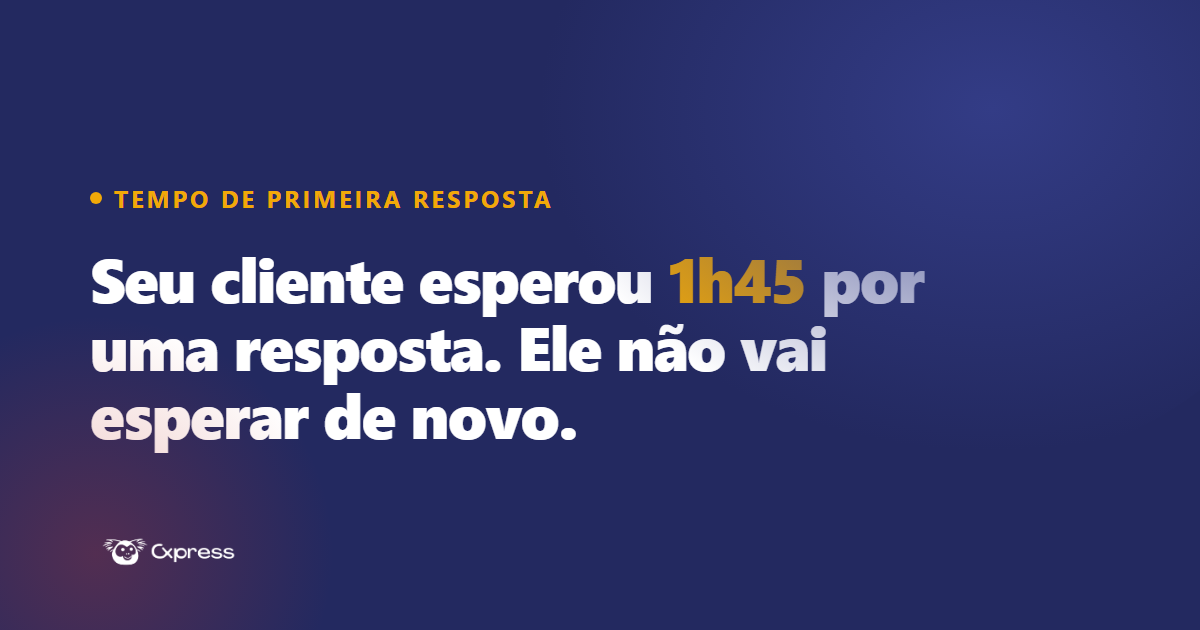 TEMPO DE PRIMEIRA RESPOSTA
Seu cliente esperou 1h45 por
uma resposta. Ele não vai
esperar de novo.
Cxpress